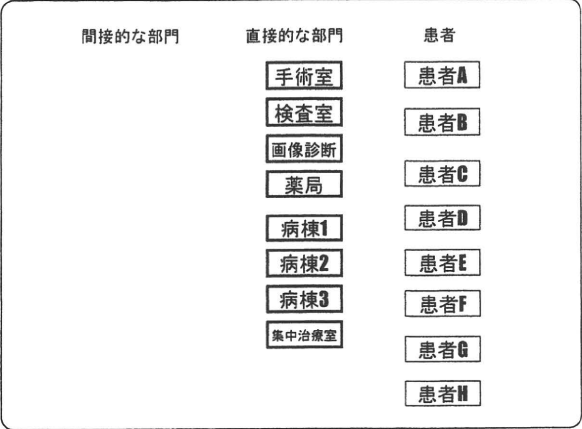 間接的な部門
直接的な部門
患者
手術室
検査室
画像診断
薬局
病棟1
病棟2
病棟3
集中治療室
患者A
患者B
患者C
患者D
患者E
患者F
患者G
患者H